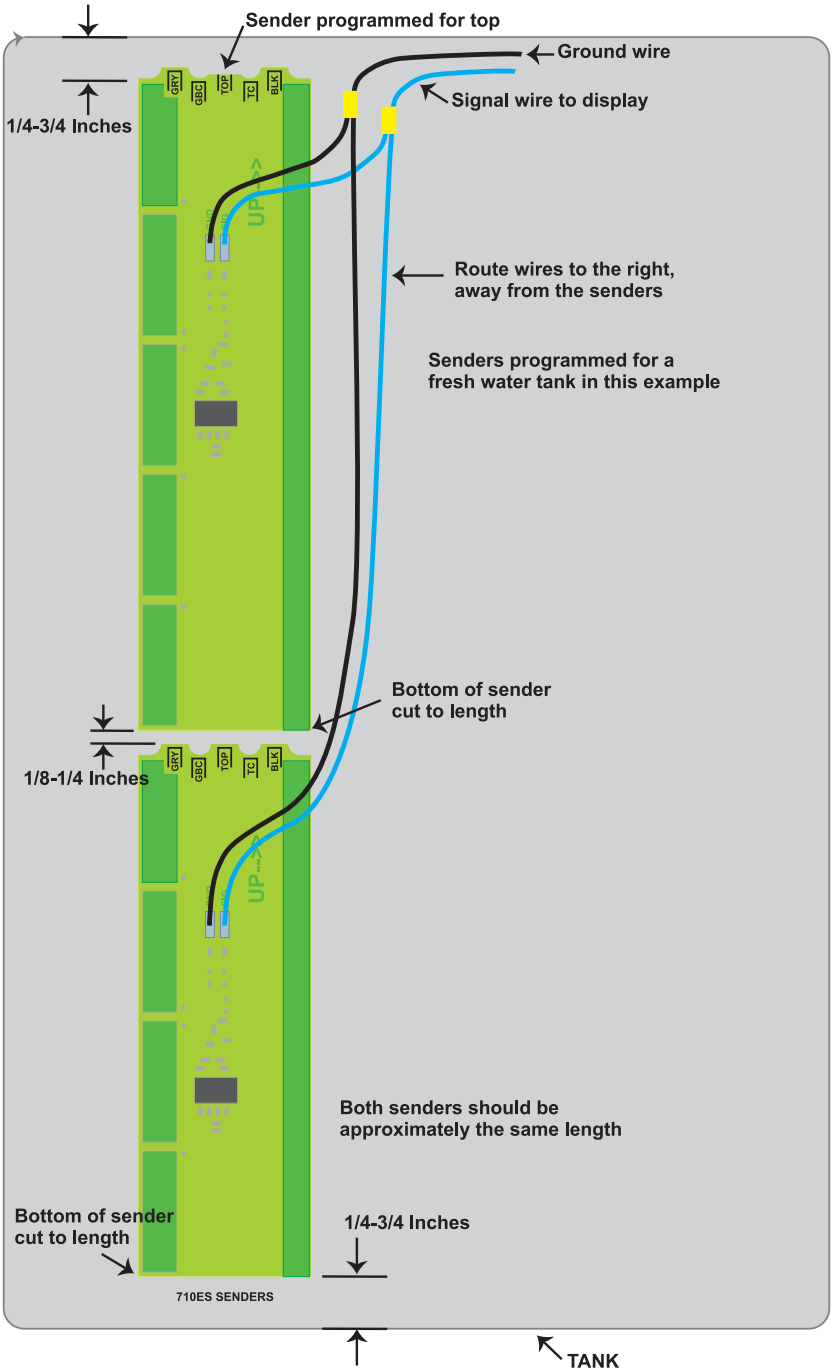 Sender programmed for top
Ground wire
Signal wire to display
1/4-3/4 Inches
GRY
GBC
TOP
TC
BLK
UP-->>
GND
SIG
Route wires to the right,
away from the senders
Senders programmed for a
fresh water tank in this example
Bottom of sender
cut to length
1/8-1/4 Inches
GRY
GBC
TOP
TC
BLK
UP-->>
GND
SIG
Both senders should be
approximately the same length
Bottom of sender
cut to length
1/4-3/4 Inches
710ES SENDERS
TANK